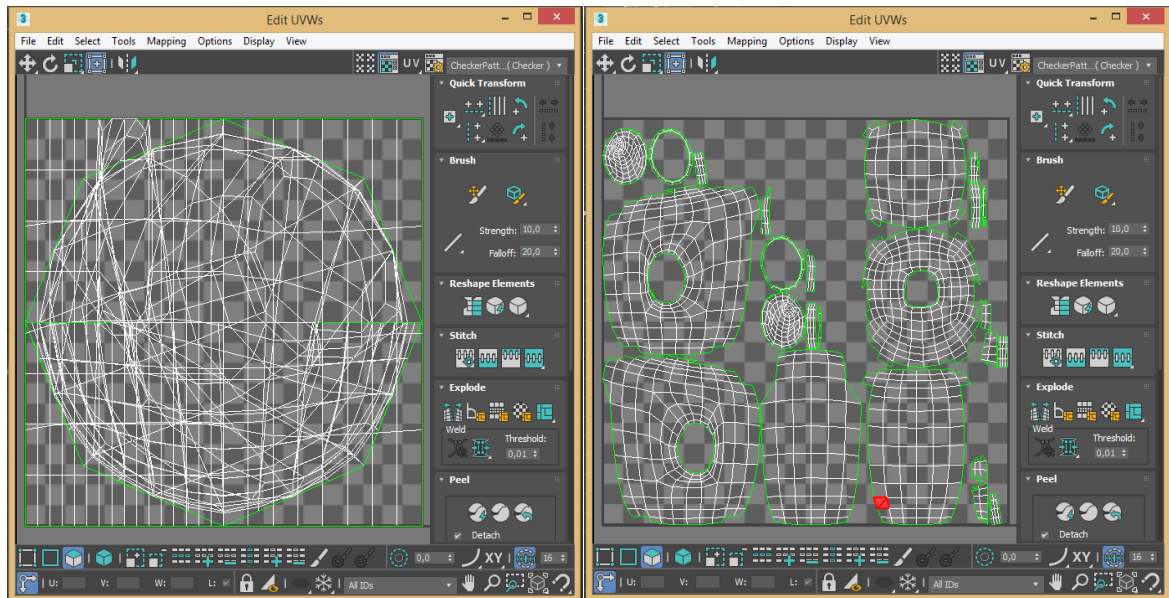 3 Edit UVWs
File Edit Select Tools Mapping Options Display View
UV CheckerPatt...( Checker )
Quick Transform
Brush
Strength: 10,0
Falloff: 20,0
Reshape Elements
Stitch
Explode
Weld
Threshold:
0,01
Peel
Detach
0,0 XY 16
U: V: W: L: All IDs
3 Edit UVWs
File Edit Select Tools Mapping Options Display View
UV CheckerPatt...( Checker )
Quick Transform
Brush
Strength: 10,0
Falloff: 20,0
Reshape Elements
Stitch
Explode
Weld
Threshold:
0,01
Peel
Detach
0,0 XY 16
U: V: W: L: All IDs